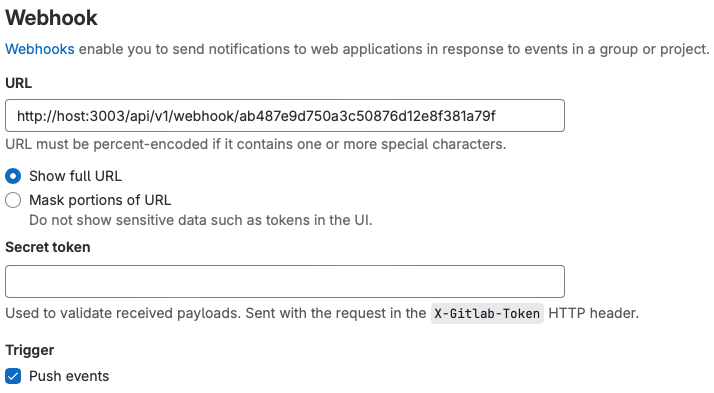 Webhook
Webhooks enable you to send notifications to web applications in response to events in a group or project.
URL
http://host:3003/api/v1/webhook/ab487e9d750a3c50876d12e8f381a79f
URL must be percent-encoded if it contains one or more special characters.
Show full URL
Mask portions of URL
Do not show sensitive data such as tokens in the UI.
Secret token
Used to validate received payloads. Sent with the request in the X-Gitlab-Token HTTP header.
Trigger
Push events